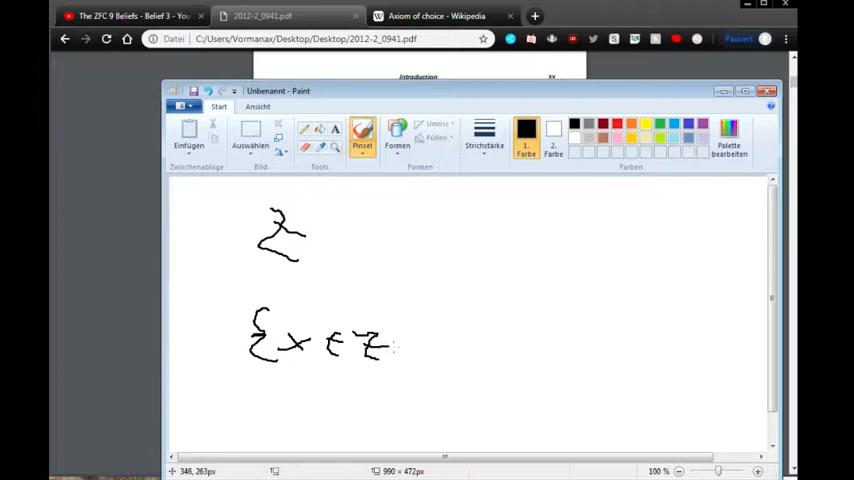 The ZFC 9 Beliefs - Belief 3 - You
2012-2_0941.pdf
Axiom of choice - Wikipedia
Datei
C:/Users/Vormanax/Desktop/Desktop/2012-2_0941.pdf
Pausiert
Introduction xv
Unbenannt - Paint
Start Ansicht
Einfügen
Auswählen
A
Pinsel
Formen
Umriss
Füllen
Strichstärke
1. Farbe
2. Farbe
Palette bearbeiten
Zwischenablage Bild Tools Formen Farben
Z
{x ∈ Z
346, 263px 990 × 472px 100 %